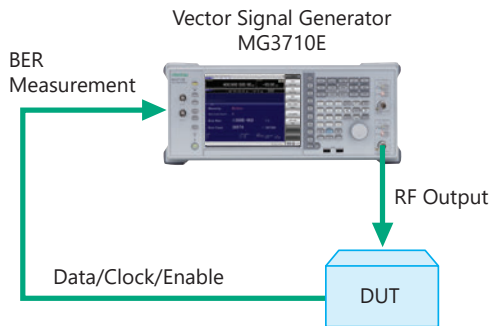 Vector Signal Generator
MG3710E
BER
Measurement
RF Output
Data/Clock/Enable
DUT